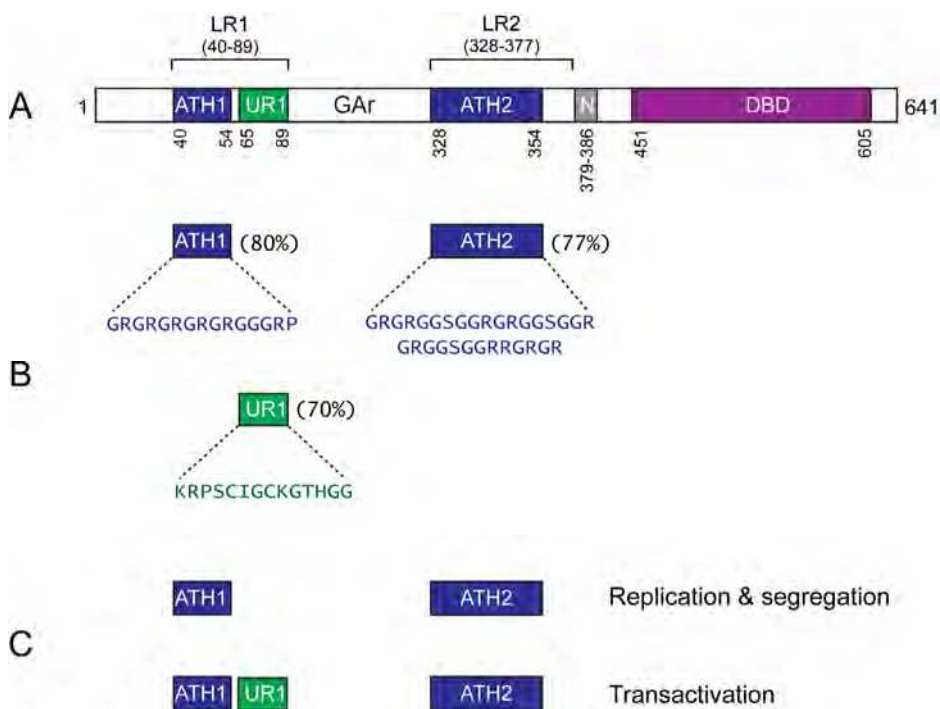 LR1
(40-89)
LR2
(328-377)
A
1
ATH1
UR1
GAr
ATH2
N
DBD
641
40
54
65
89
328
354
379-386
451
605
ATH1 (80%)
ATH2 (77%)
GRGRGRGRGRGGGRP
GRGRGGSGGRGRGGSGGR
GRGGSGGRRGRGR
B
UR1 (70%)
KRPSCIGCKGTHGG
ATH1
ATH2
Replication & segregation
C
ATH1
UR1
ATH2
Transactivation